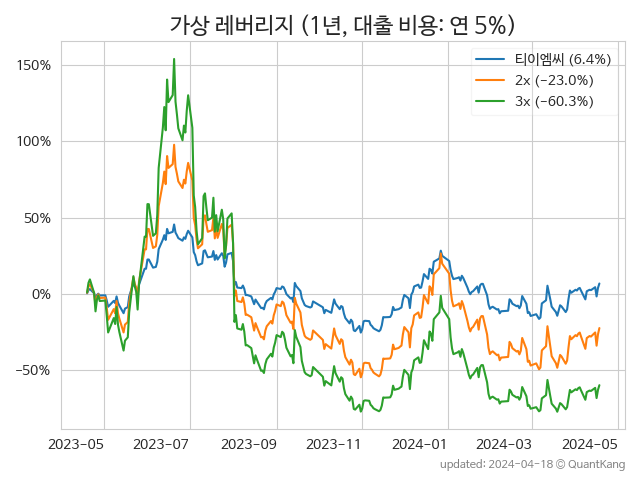 가상 레버리지 (1년, 대출 비용: 연 5%)
티이엠씨 (6.4%)
2x (−23.0%)
3x (−60.3%)
150%
100%
50%
0%
−50%
2023−05 2023−07 2023−09 2023−11 2024−01 2024−03 2024−05
updated: 2024−04−18 © QuantKang